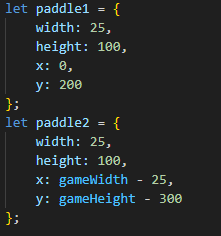 let paddle1 = {
    width: 25,
    height: 100,
    x: 0,
    y: 200
};
let paddle2 = {
    width: 25,
    height: 100,
    x: gameWidth - 25,
    y: gameHeight - 300
};